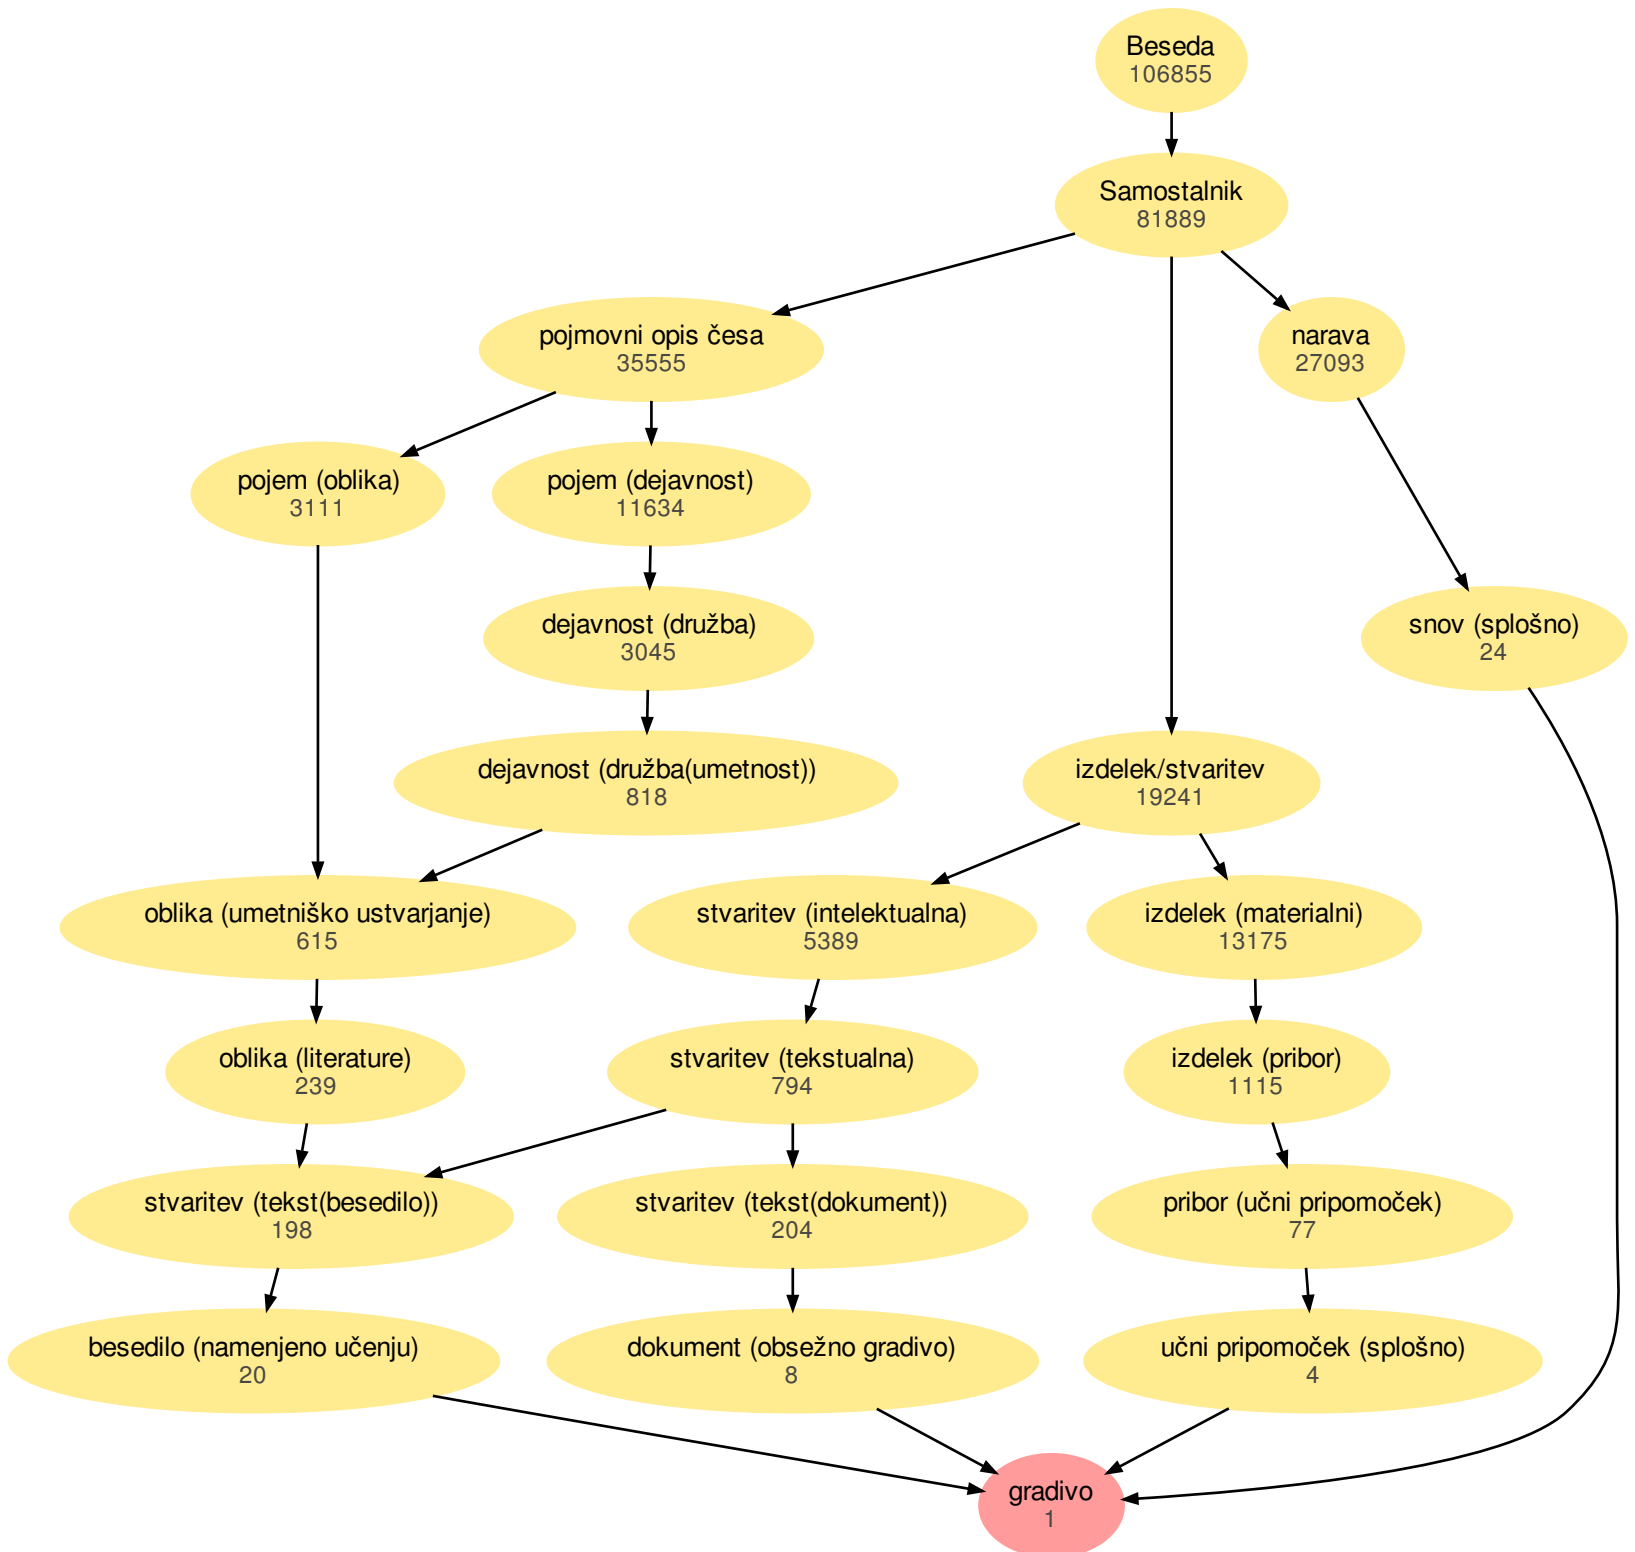 Beseda
106855
Samostalnik
81889
pojmovni opis česa
35555
narava
27093
pojem (oblika)
3111
pojem (dejavnost)
11634
dejavnost (družba)
3045
snov (splošno)
24
dejavnost (družba(umetnost))
818
izdelek/stvaritev
19241
oblika (umetniško ustvarjanje)
615
stvaritev (intelektualna)
5389
izdelek (materialni)
13175
oblika (literature)
239
stvaritev (tekstualna)
794
izdelek (pribor)
1115
stvaritev (tekst(besedilo))
198
stvaritev (tekst(dokument))
204
pribor (učni pripomoček)
77
besedilo (namenjeno učenju)
20
dokument (obsežno gradivo)
8
učni pripomoček (splošno)
4
gradivo
1